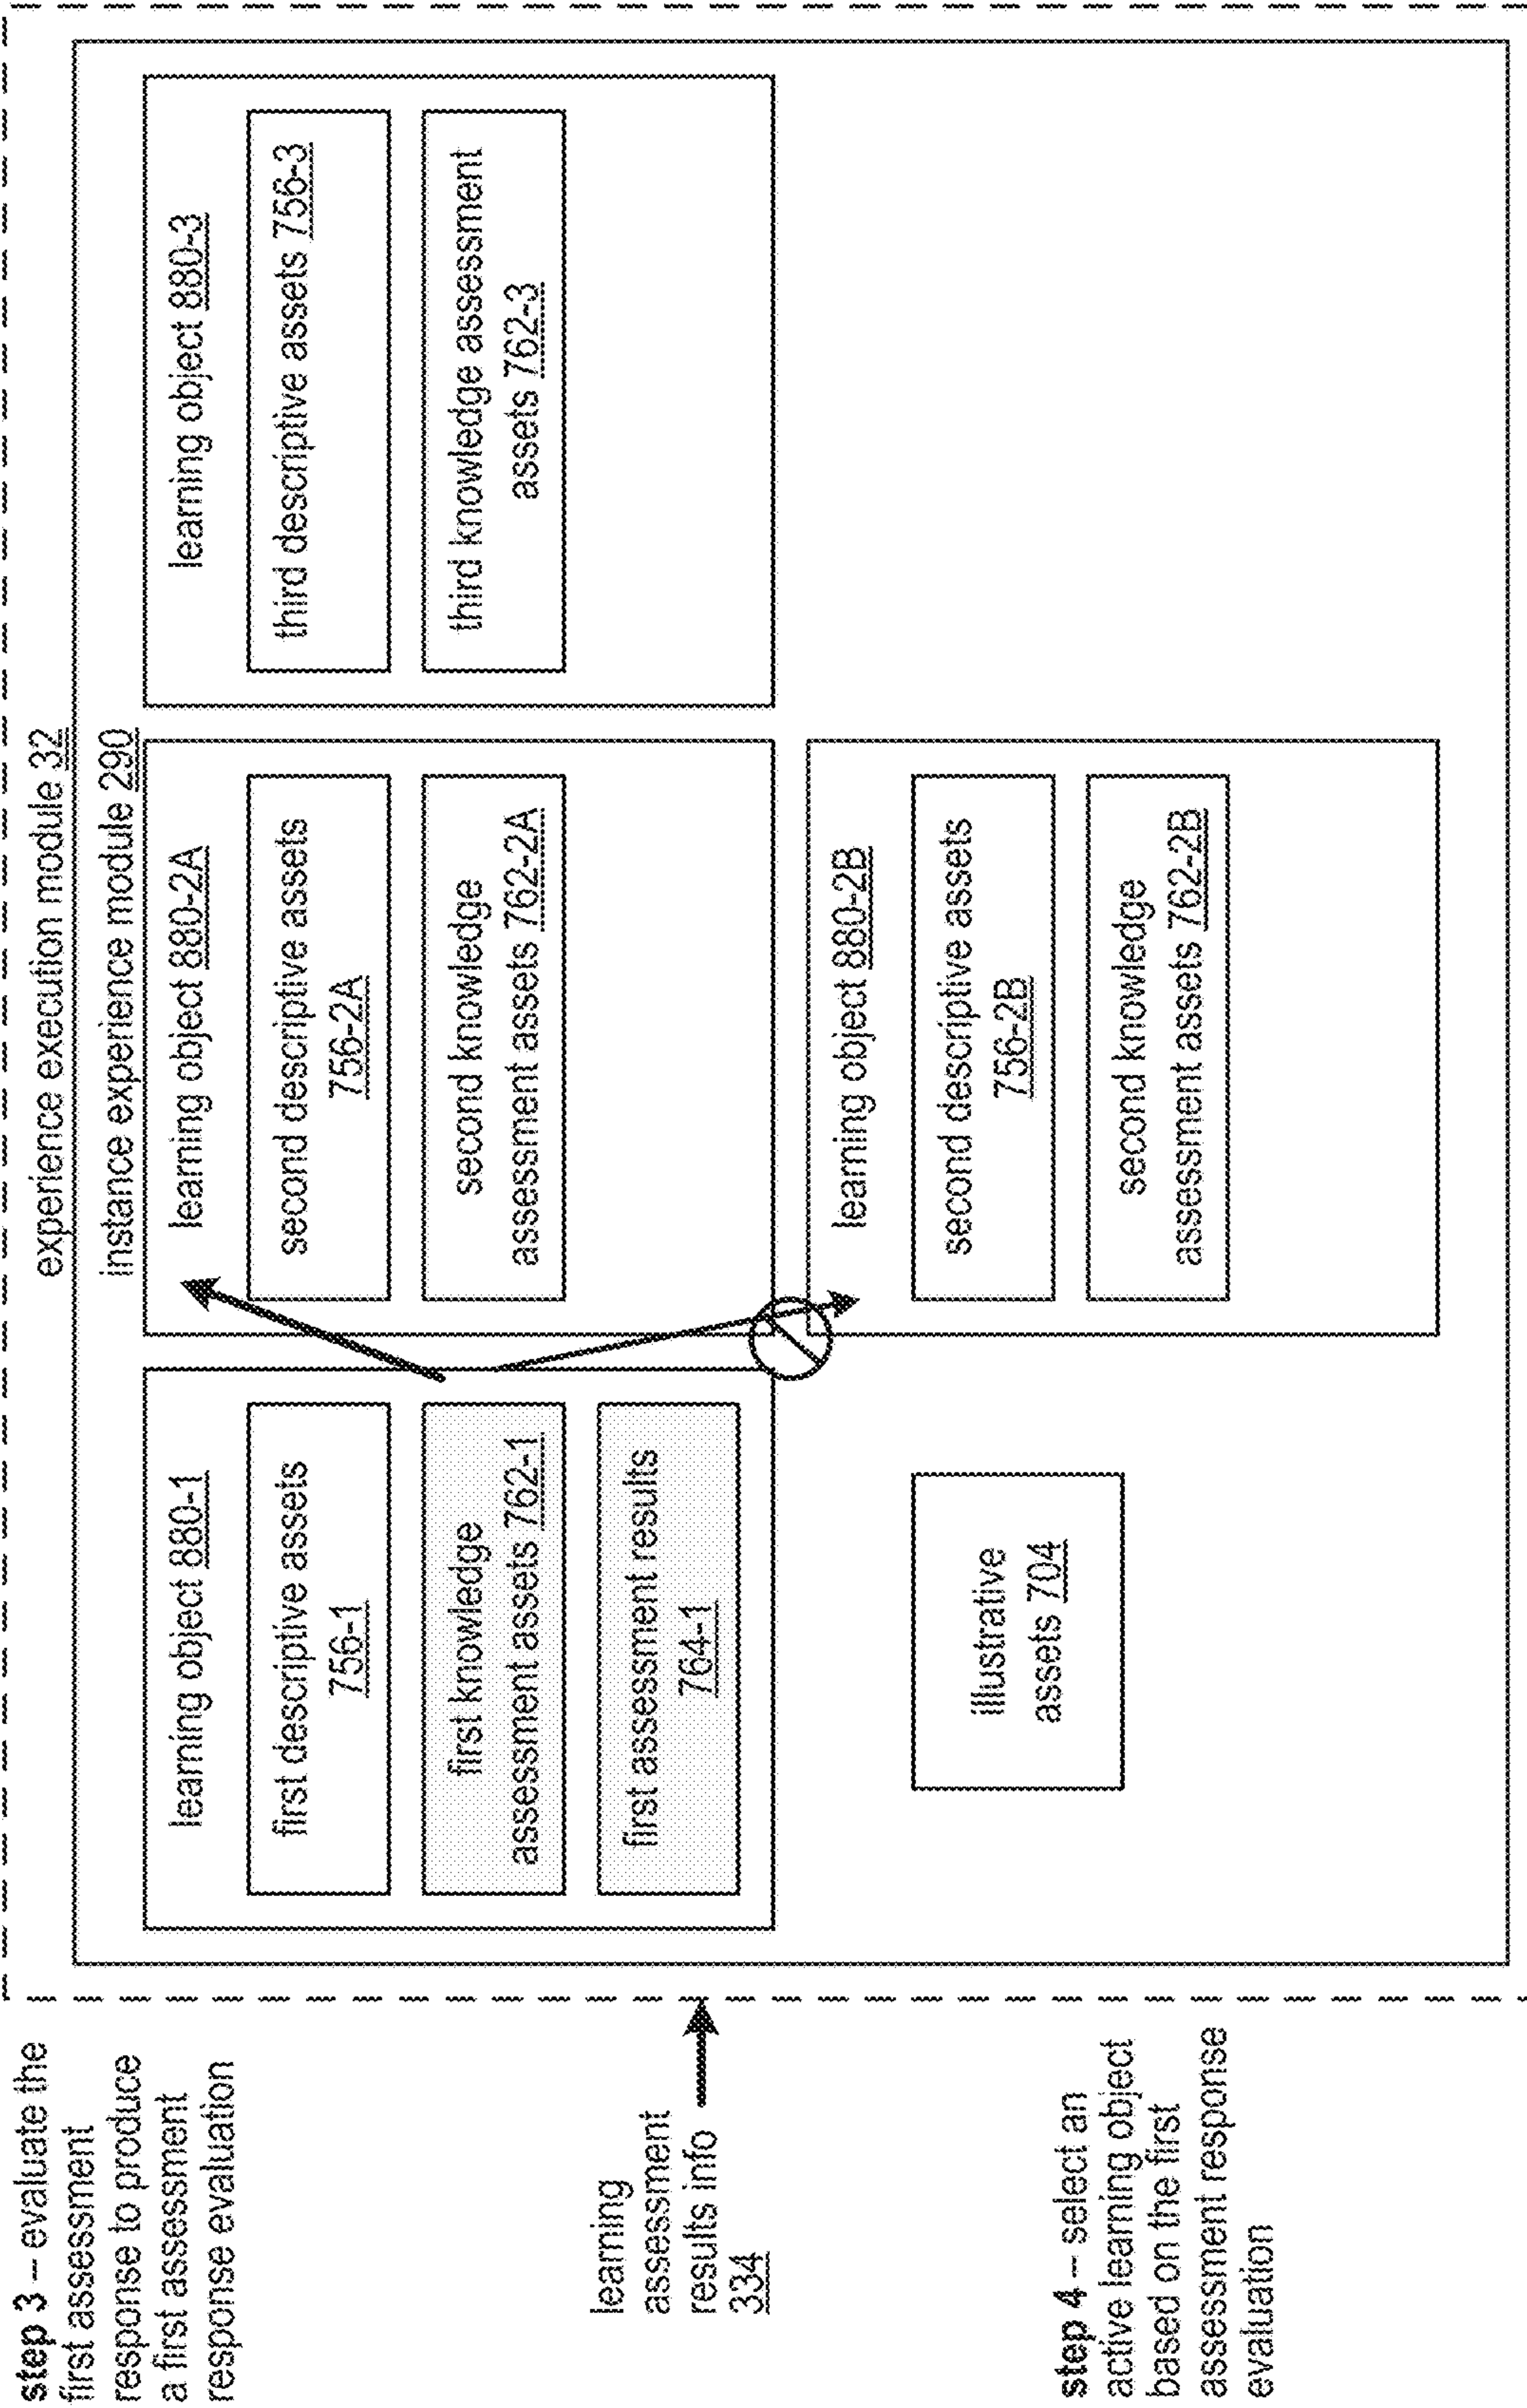 step 3 – evaluate the
first assessment
response to produce
a first assessment
response evaluation
learning
assessment
results info
334
step 4 – select an
active learning object
based on the first
assessment response
evaluation
experience execution module 32
instance experience module 290
learning object 880-1
first descriptive assets
756-1
first knowledge
assessment assets 762-1
first assessment results
764-1
illustrative
assets 704
learning object 880-2A
second descriptive assets
756-2A
second knowledge
assessment assets 762-2A
learning object 880-2B
second descriptive assets
756-2B
second knowledge
assessment assets 762-2B
learning object 880-3
third descriptive assets 756-3
third knowledge assessment
assets 762-3